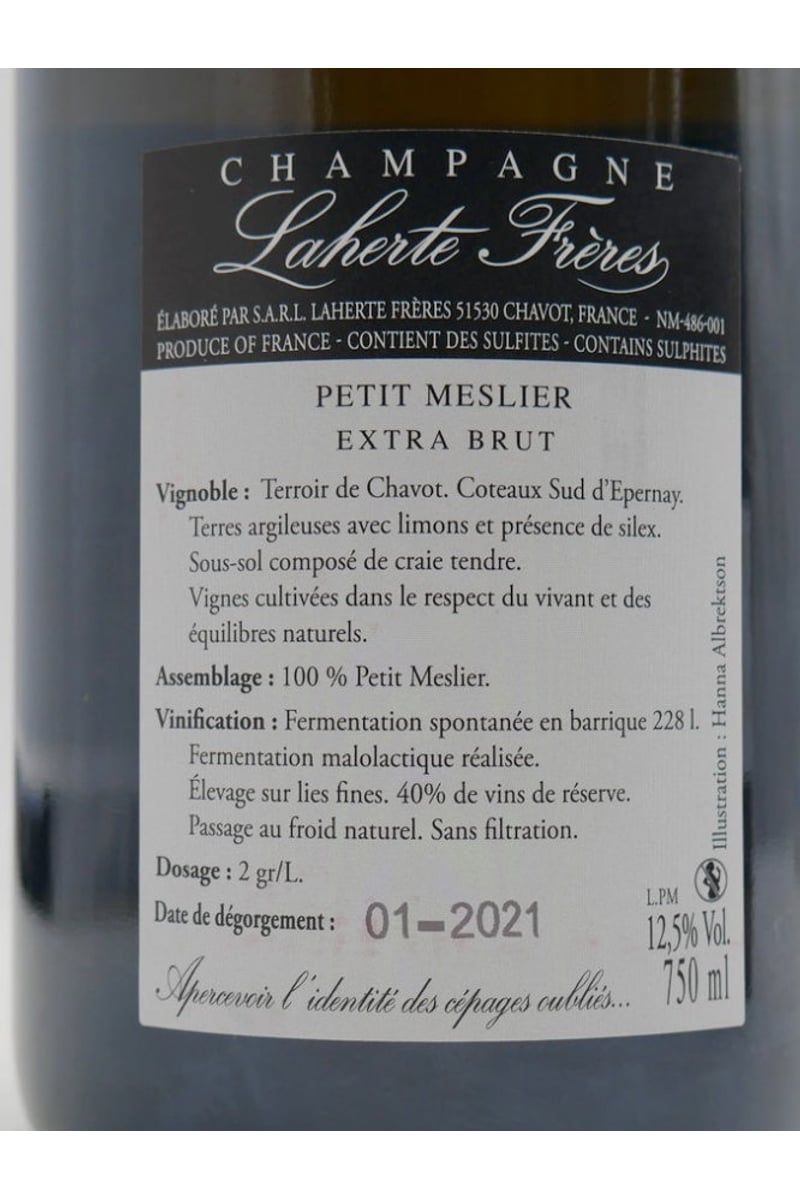 CHAMPAGNE
Laherte Frères
ÉLABORÉ PAR S.A.R.L. LAHERTE FRÈRES 51530 CHAVOT, FRANCE - NM-486-001
PRODUCE OF FRANCE - CONTIENT DES SULFITES - CONTAINS SULPHITES
PETIT MESLIER
EXTRA BRUT
Vignoble : Terroir de Chavot. Coteaux Sud d'Epernay.
Terres argileuses avec limons et présence de silex.
Sous-sol composé de craie tendre.
Vignes cultivées dans le respect du vivant et des
équilibres naturels.
Assemblage : 100 % Petit Meslier.
Vinification : Fermentation spontanée en barrique 228 l.
Fermentation malolactique réalisée.
Élevage sur lies fines. 40% de vins de réserve.
Passage au froid naturel. Sans filtration.
Dosage : 2 gr/L.
Date de dégorgement : 01-2021
Apercevoir l'identité des cépages oubliés...
L.PM
12,5% Vol.
750 ml
Illustration : Hanna Albrektson